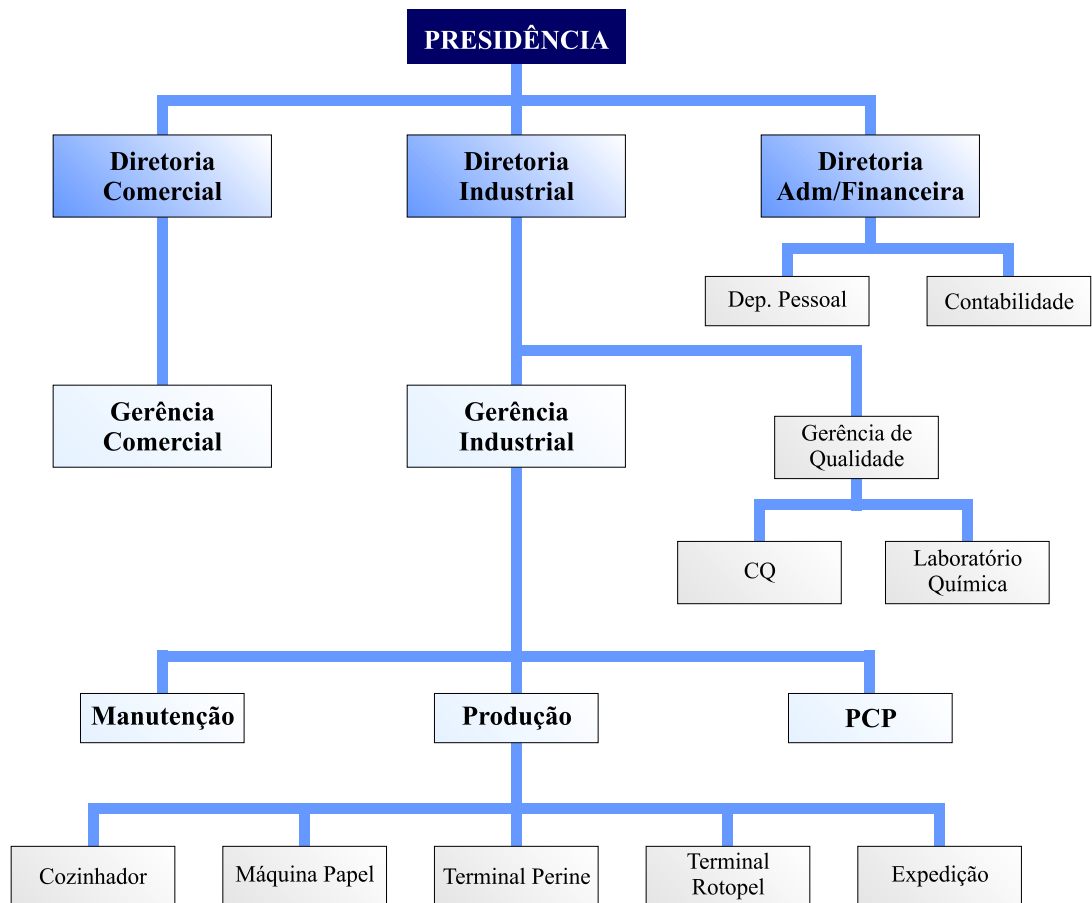 PRESIDÊNCIA
Diretoria
Comercial
Diretoria
Industrial
Diretoria
Adm/Financeira
Dep. Pessoal
Contabilidade
Gerência
Comercial
Gerência
Industrial
Gerência de
Qualidade
CQ
Laboratório
Química
Manutenção
Produção
PCP
Cozinhador
Máquina Papel
Terminal Perine
Terminal
Rotopel
Expedição